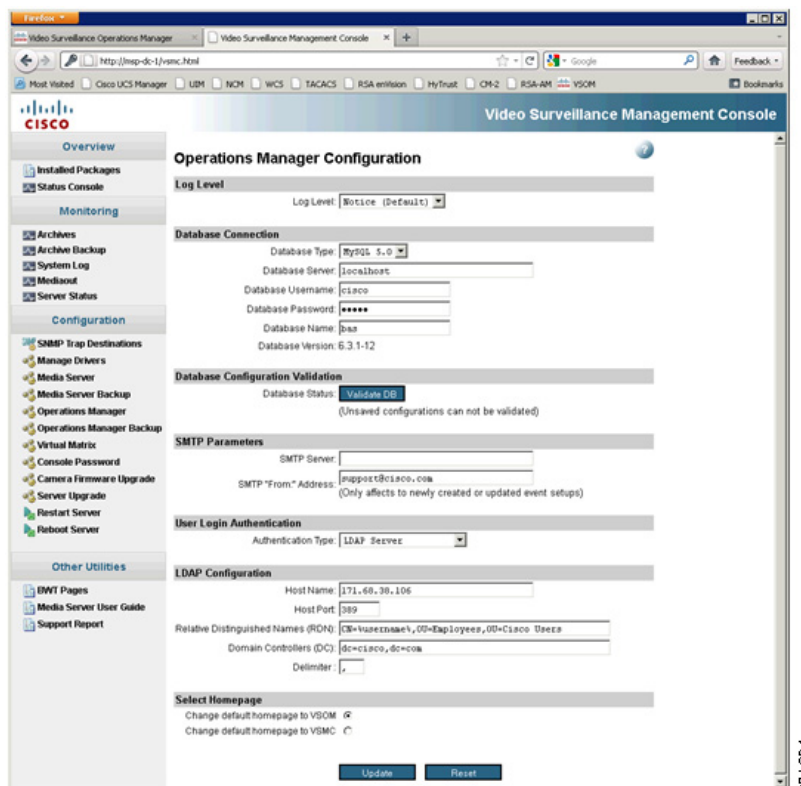 Firefox
Video Surveillance Operations Manager
Video Surveillance Management Console
http://nsp-dc-1/vsmc.html
Google
Feedback
Most Visited
Cisco UCS Manager
UIM
NCM
WCS
TACACS
RSA enVision
HyTrust
CM-2
RSA-AM
VSOM
Bookmarks
CISCO
Video Surveillance Management Console
Overview
Installed Packages
Status Console
Monitoring
Archives
Archive Backup
System Log
Mediaout
Server Status
Configuration
SNMP Trap Destinations
Manage Drivers
Media Server
Media Server Backup
Operations Manager
Operations Manager Backup
Virtual Matrix
Console Password
Camera Firmware Upgrade
Server Upgrade
Restart Server
Reboot Server
Other Utilities
BWT Pages
Media Server User Guide
Support Report
Operations Manager Configuration
Log Level
Log Level: Notice (Default)
Database Connection
Database Type: MySQL 5.0
Database Server: localhost
Database Username: cisco
Database Password: •••••
Database Name: bas
Database Version: 6.3.1-12
Database Configuration Validation
Database Status: Validate DB
(Unsaved configurations can not be validated)
SMTP Parameters
SMTP Server:
SMTP "From:" Address: support@cisco.com
(Only affects to newly created or updated event setups)
User Login Authentication
Authentication Type: LDAP Server
LDAP Configuration
Host Name: 171.68.38.106
Host Port: 389
Relative Distinguished Names (RDN): CN=%username%,OU=Employees,OU=Cisco Users
Domain Controllers (DC): dc=cisco,dc=com
Delimiter : ,
Select Homepage
Change default homepage to VSOM
Change default homepage to VSMC
Update Reset